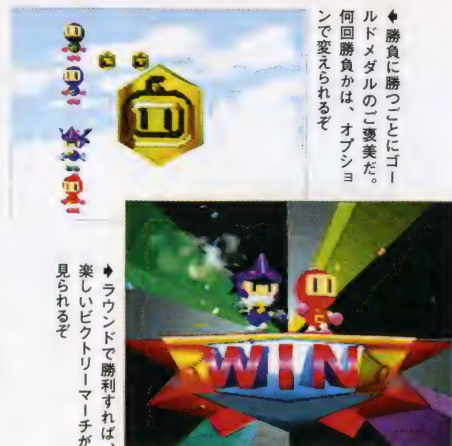 ← 勝負に勝つごとにゴー
ルドメダルのご褒美だ。
何回勝負かは、オプショ
ンで変えられるぞ
← ラウンドで勝利すれば、
楽しいビクトリーマーチが
見られるぞ
WIN
5